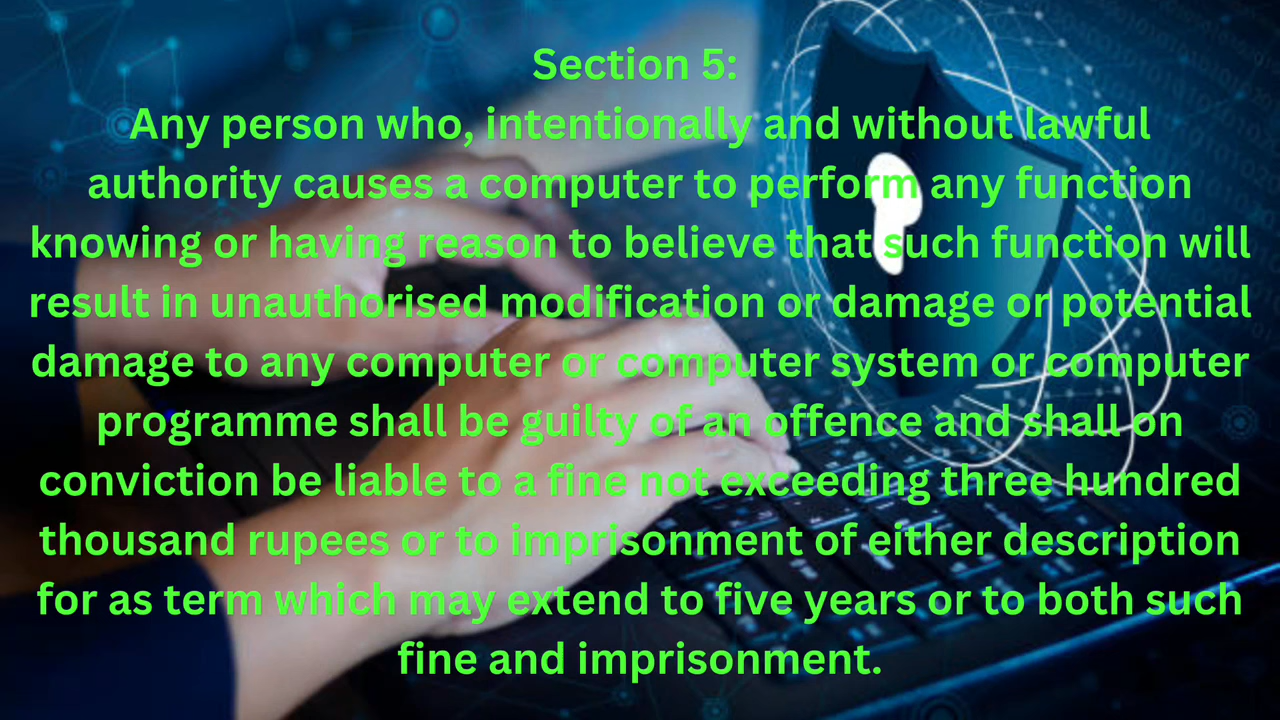 Section 5:
Any person who, intentionally and without lawful
authority causes a computer to perform any function
knowing or having reason to believe that such function will
result in unauthorised modification or damage or potential
damage to any computer or computer system or computer
programme shall be guilty of an offence and shall on
conviction be liable to a fine not exceeding three hundred
thousand rupees or to imprisonment of either description
for as term which may extend to five years or to both such
fine and imprisonment.